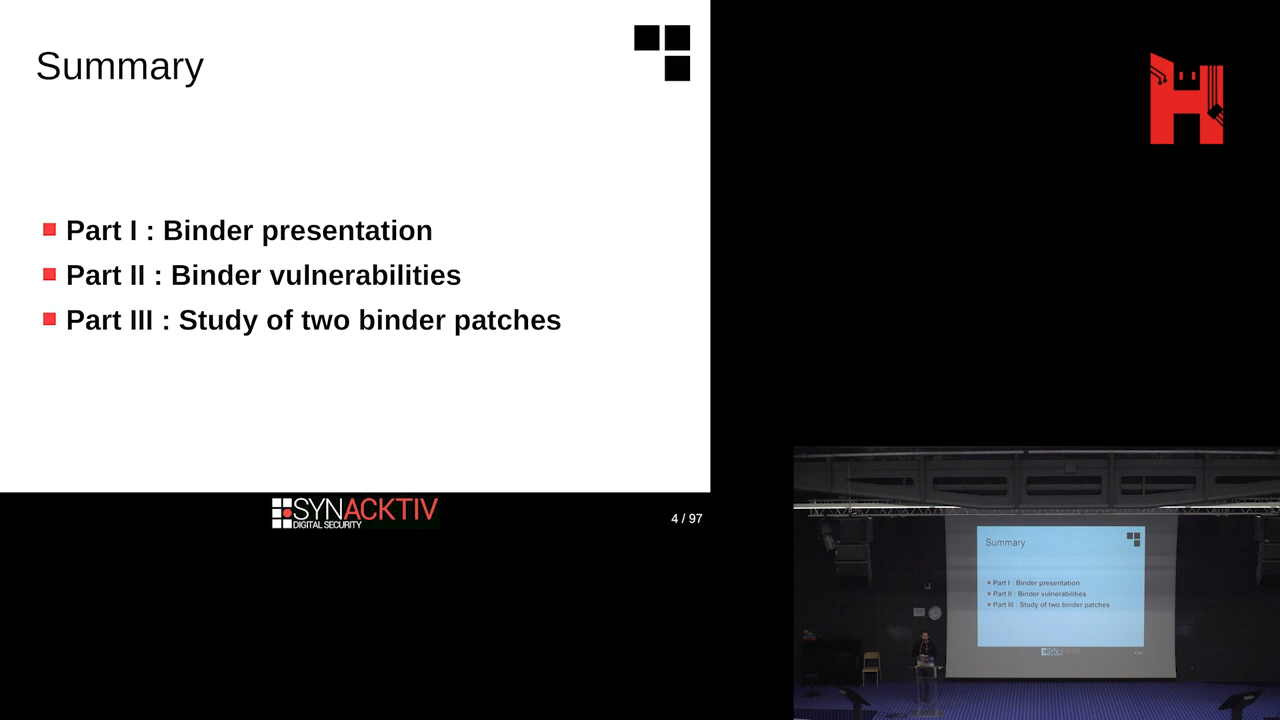 Summary
Part I : Binder presentation
Part II : Binder vulnerabilities
Part III : Study of two binder patches
SYNACKTIV
DIGITAL SECURITY
4 / 97
H
Summary
Part I : Binder presentation
Part II : Binder vulnerabilities
Part III : Study of two binder patches